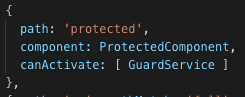 {
path: 'protected',
component: ProtectedComponent,
canActivate: [ GuardService ]
},